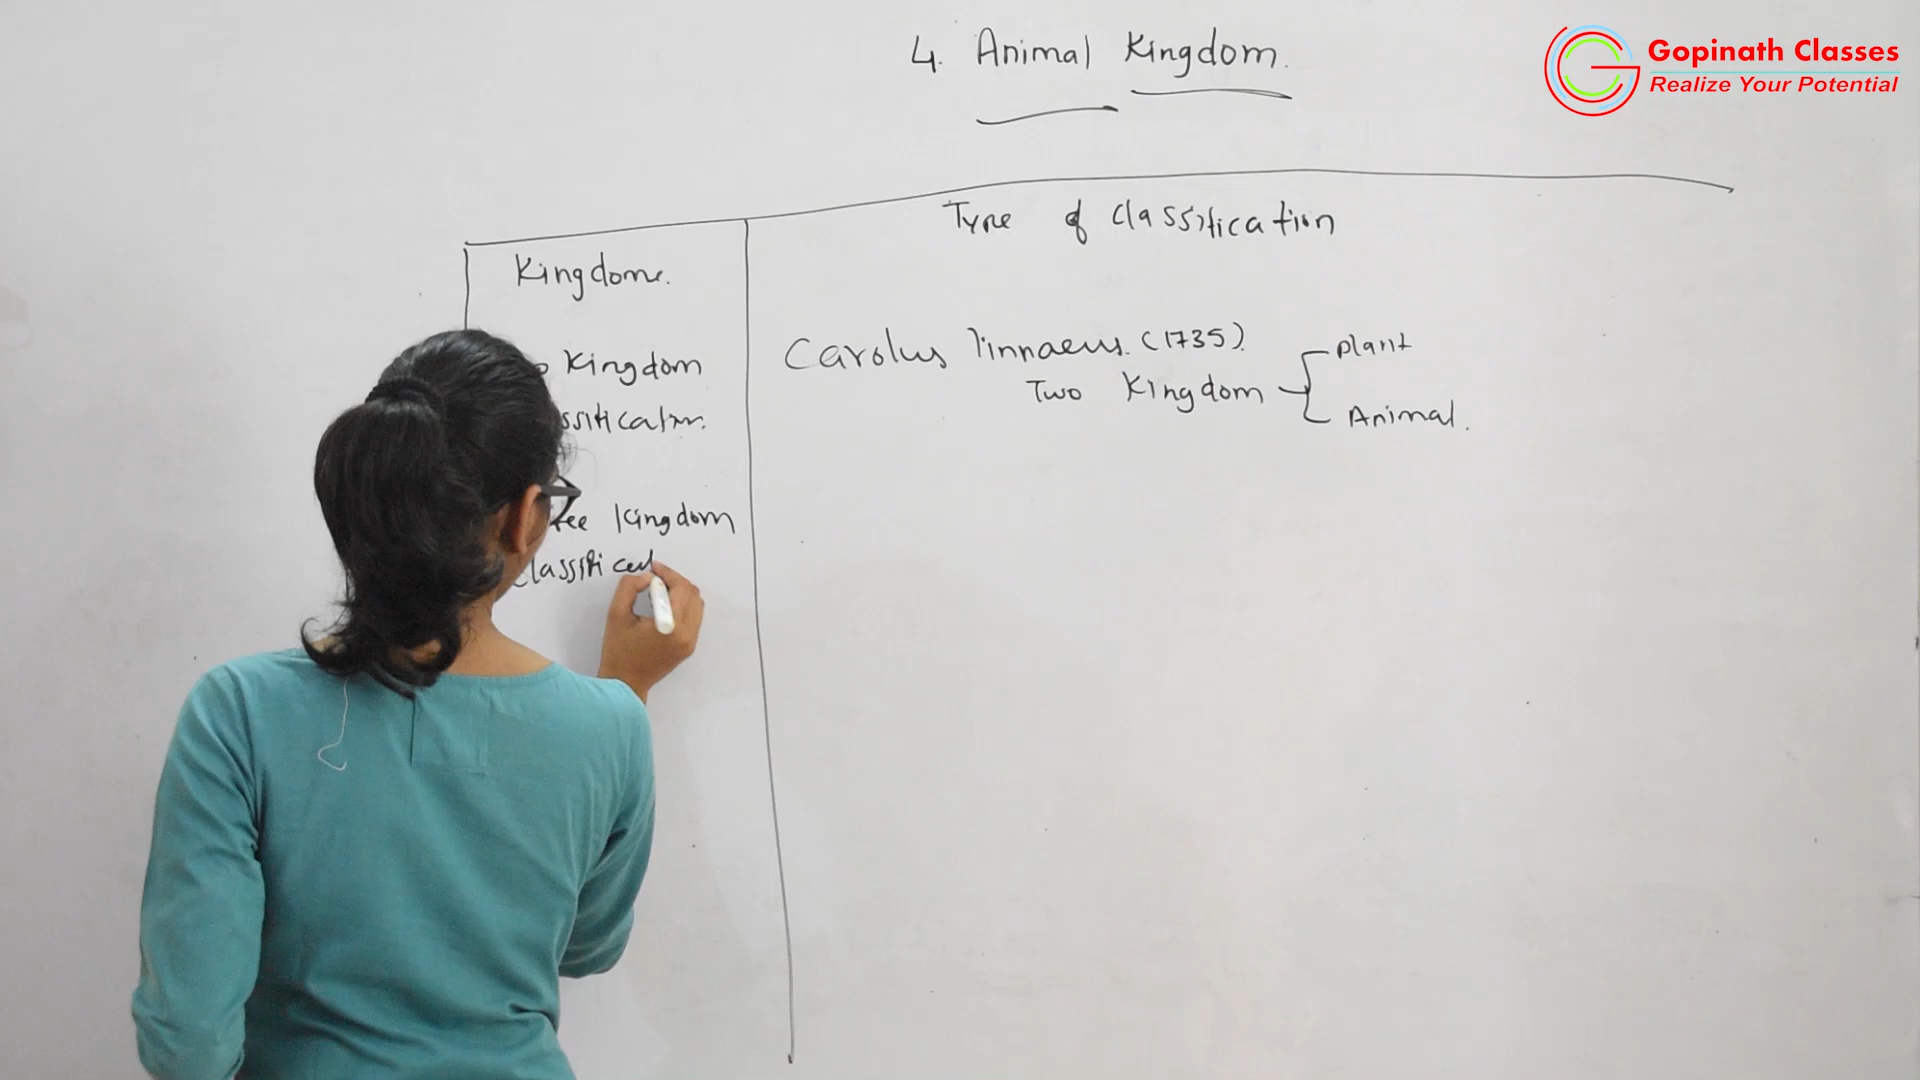 4. Animal Kingdom.
Gopinath Classes
Realize Your Potential
Type of classification
Kingdome.
Carolus linnaeus. (1735).
plant
Kingdom
Two Kingdom
Animal.
Kingdom